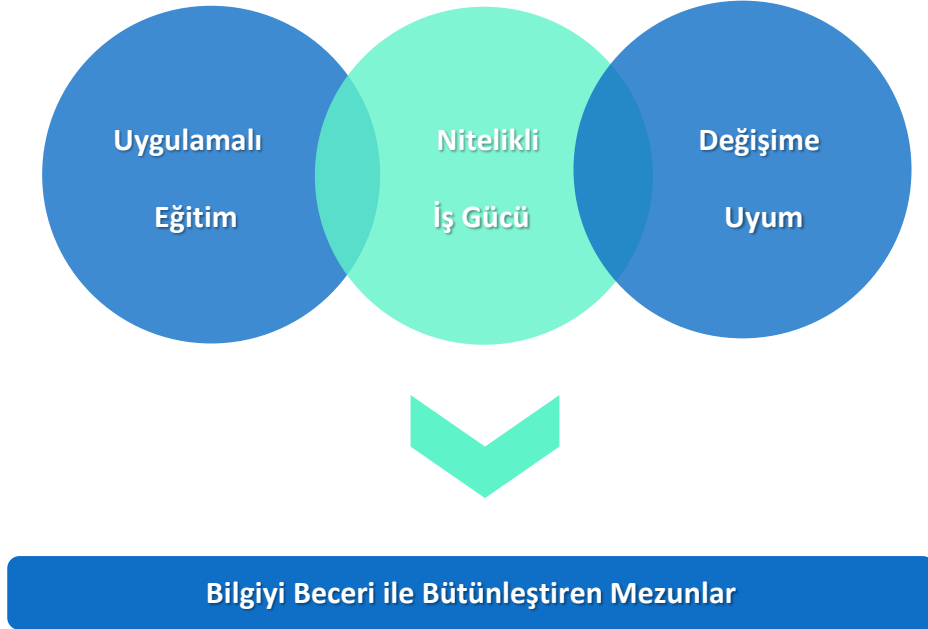 Uygulamalı
Eğitim
Nitelikli
İş Gücü
Değişime
Uyum
Bilgiyi Beceri ile Bütünleştiren Mezunlar